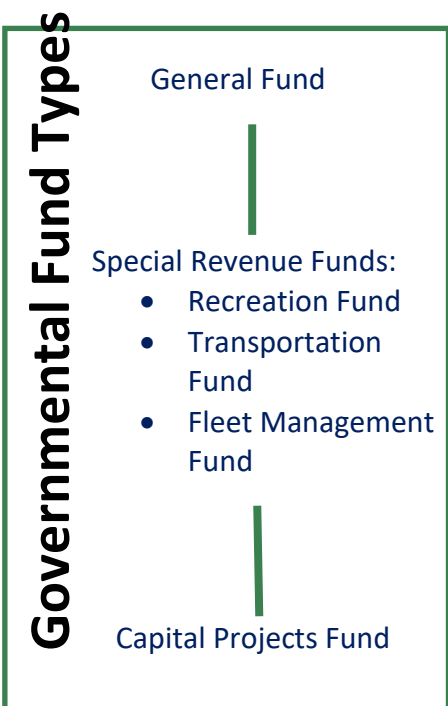 Governmental Fund Types
General Fund
Special Revenue Funds:
• Recreation Fund
• Transportation
Fund
• Fleet Management
Fund
Capital Projects Fund